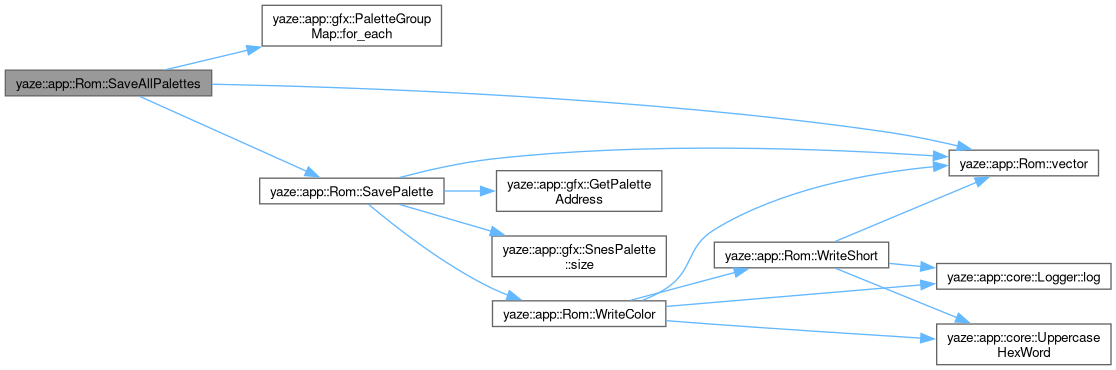 yaze::app::gfx::PaletteGroup
Map::for_each
yaze::app::Rom::SaveAllPalettes
yaze::app::Rom::vector
yaze::app::Rom::SavePalette
yaze::app::gfx::GetPalette
Address
yaze::app::gfx::SnesPalette
::size
yaze::app::Rom::WriteShort
yaze::app::core::Logger::log
yaze::app::Rom::WriteColor
yaze::app::core::Uppercase
HexWord